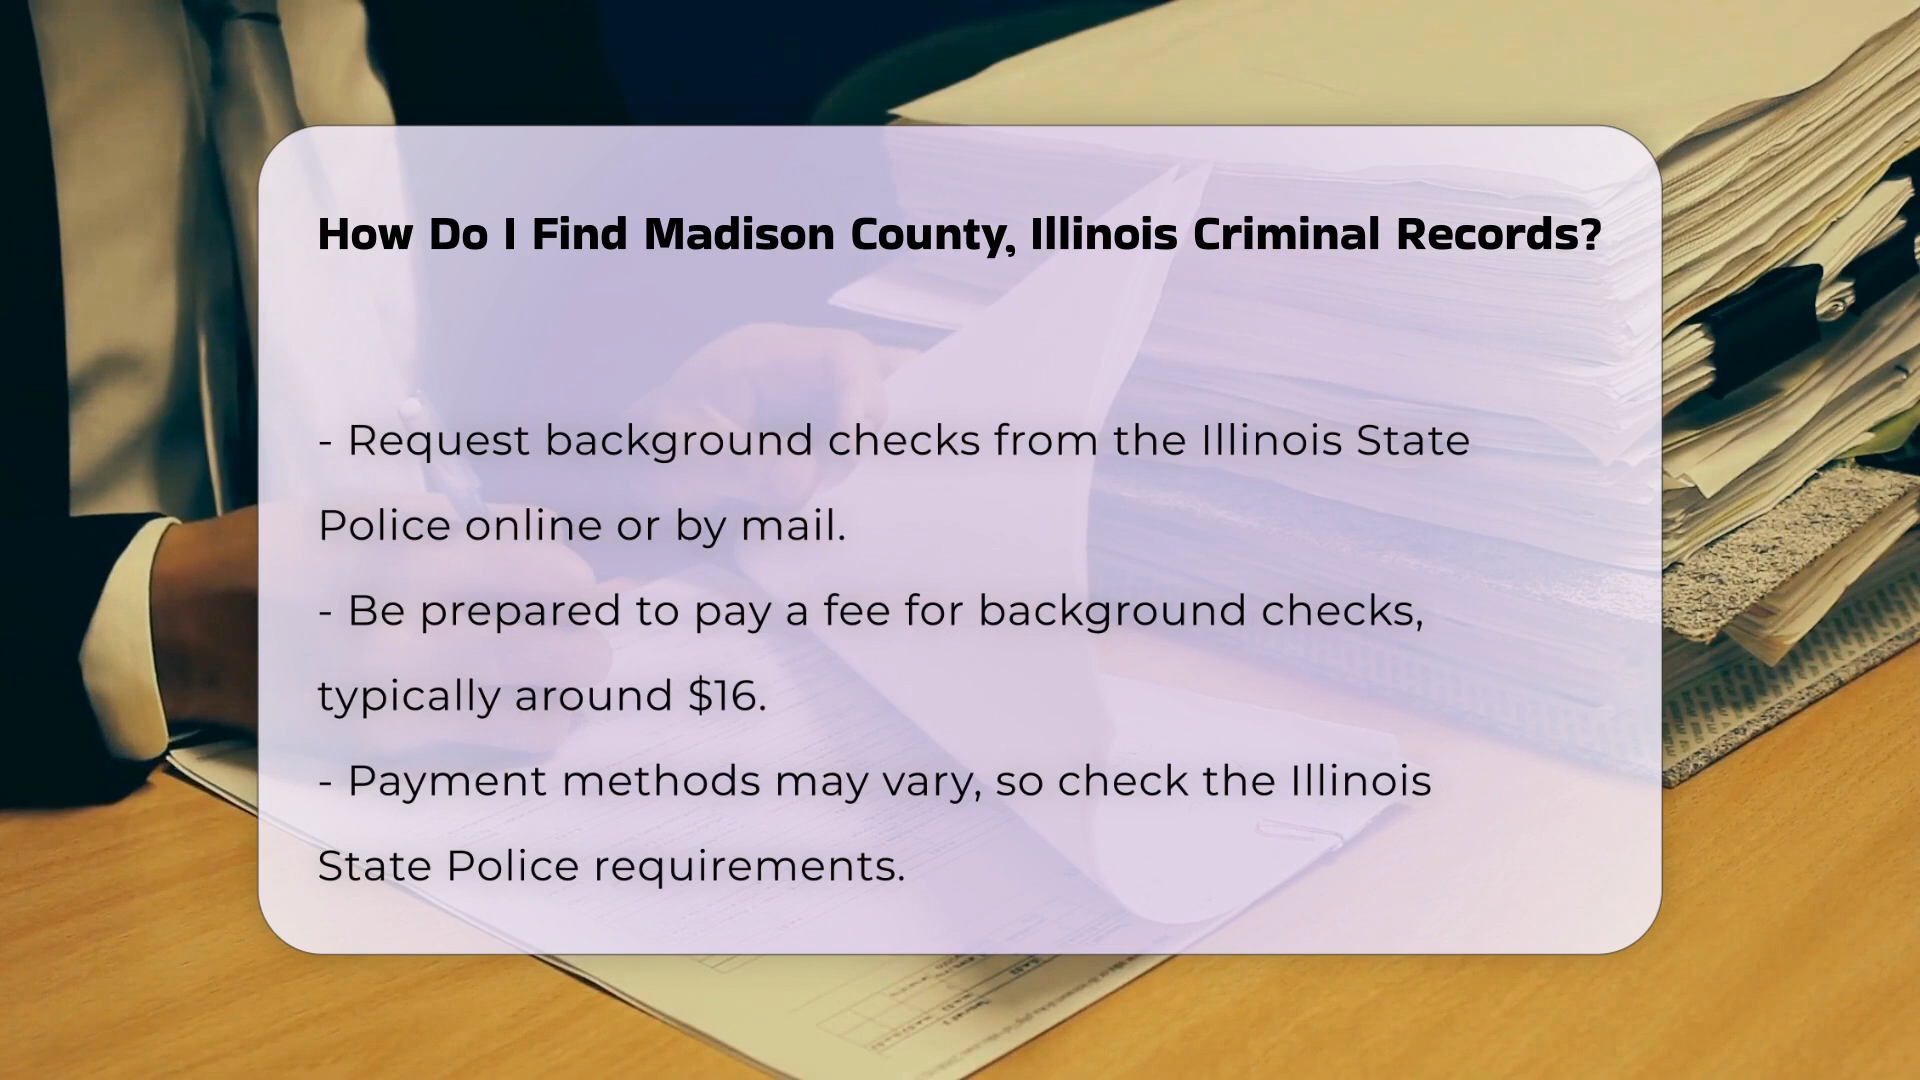 How Do I Find Madison County, Illinois Criminal Records?
- Request background checks from the Illinois State
Police online or by mail.
- Be prepared to pay a fee for background checks,
typically around $16.
- Payment methods may vary, so check the Illinois
State Police requirements.